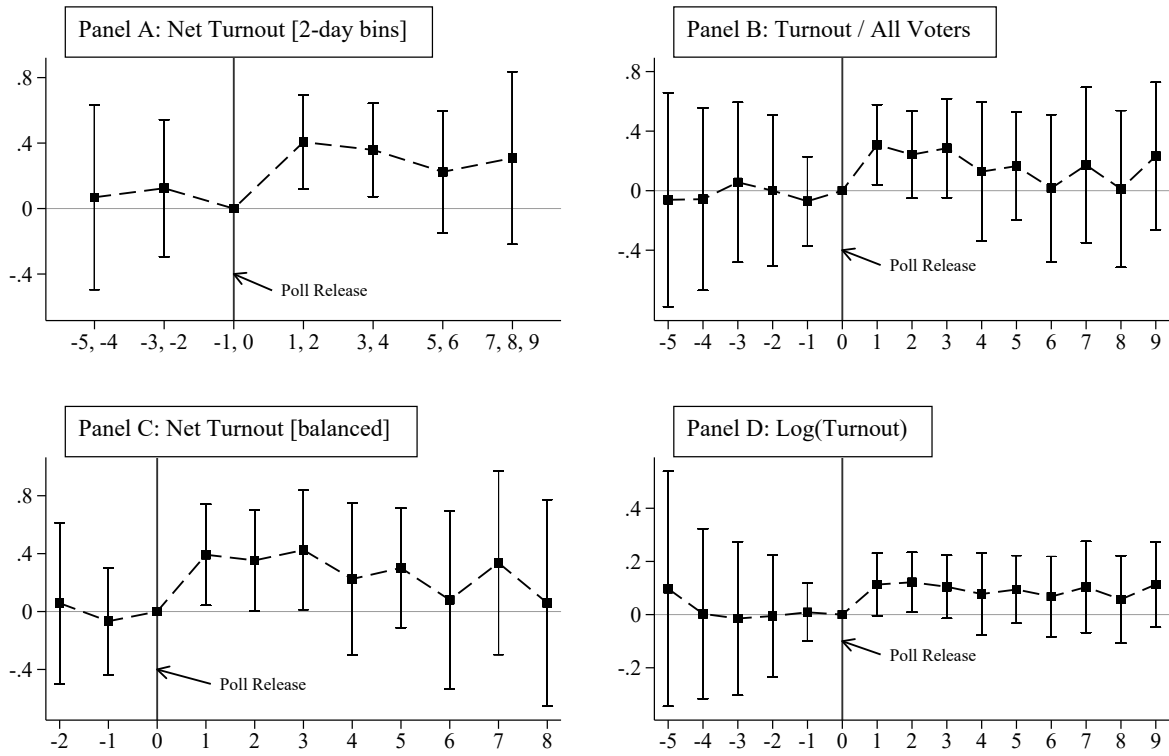 Panel A: Net Turnout [2-day bins]
.8
.4
0
-.4
Poll Release
-5, -4 -3, -2 -1, 0 1, 2 3, 4 5, 6 7, 8, 9
Panel B: Turnout / All Voters
.8
.4
0
-.4
Poll Release
-5 -4 -3 -2 -1 0 1 2 3 4 5 6 7 8 9
Panel C: Net Turnout [balanced]
.8
.4
0
-.4
Poll Release
-2 -1 0 1 2 3 4 5 6 7 8
Panel D: Log(Turnout)
.4
.2
0
-.2
Poll Release
-5 -4 -3 -2 -1 0 1 2 3 4 5 6 7 8 9